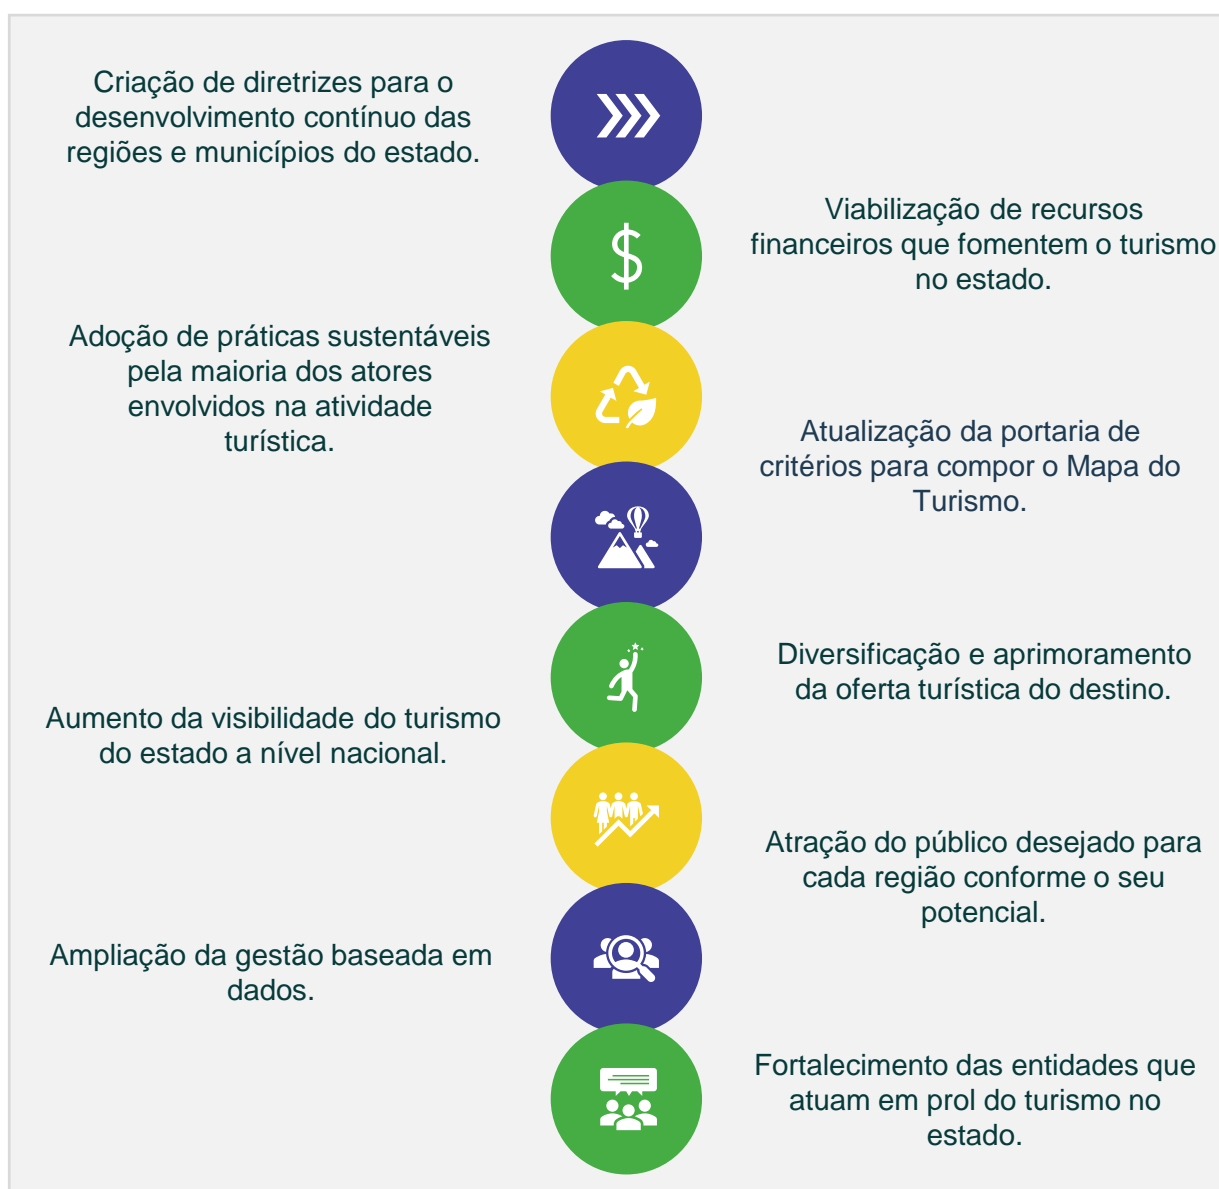 Criação de diretrizes para o
desenvolvimento contínuo das
regiões e municípios do estado.
Viabilização de recursos
financeiros que fomentem o turismo
no estado.
Adoção de práticas sustentáveis
pela maioria dos atores
envolvidos na atividade
turística.
Atualização da portaria de
critérios para compor o Mapa do
Turismo.
Diversificação e aprimoramento
da oferta turística do destino.
Aumento da visibilidade do turismo
do estado a nível nacional.
Atração do público desejado para
cada região conforme o seu
potencial.
Ampliação da gestão baseada em
dados.
Fortalecimento das entidades que
atuam em prol do turismo no
estado.